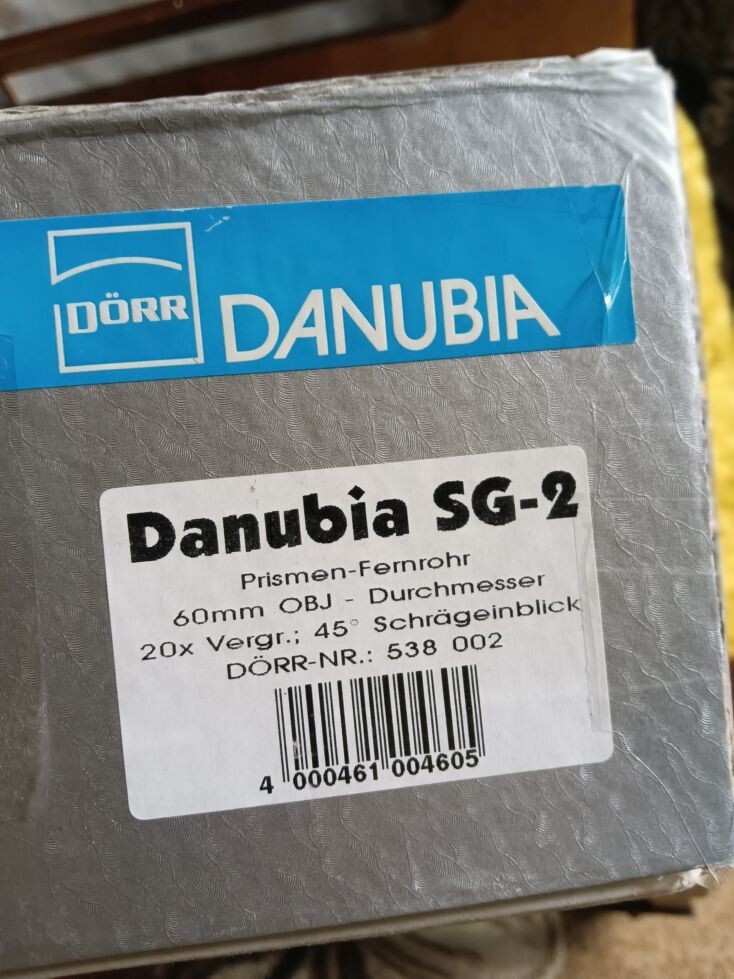 DÖRR DANUBIA
Danubia SG-2
Prismen-Fernrohr
60mm OBJ - Durchmesser
20x Vergr.; 45° Schrägeinblick
DÖRR-NR.: 538 002
4 000461 004605